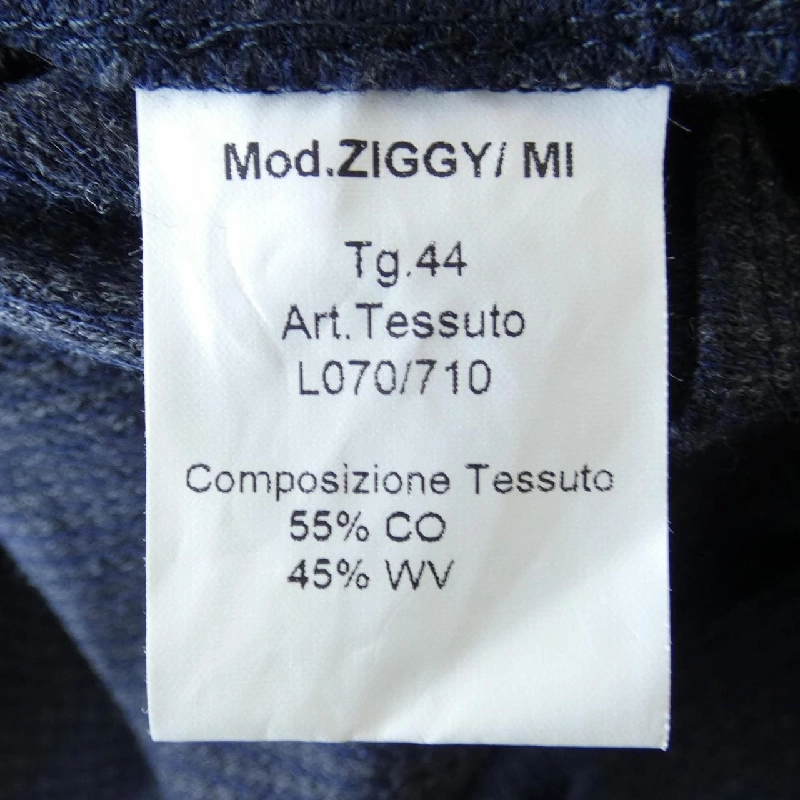 Mod.ZIGGY/ MI
Tg.44
Art.Tessuto
L070/710
Composizione Tessuto
55% CO
45% WV